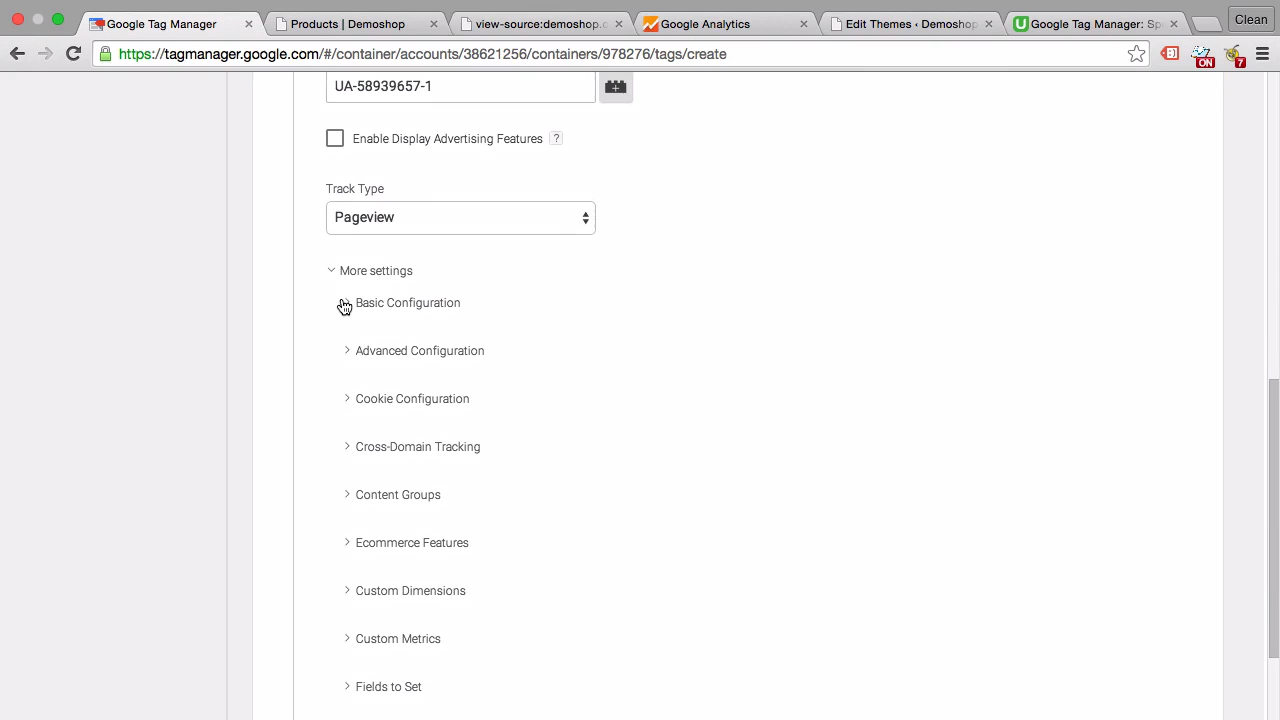 Google Tag Manager
Products | Demoshop
view-source:demoshop.
Google Analytics
Edit Themes ‹ Demoshop
Google Tag Manager: Sp
Clean
https://tagmanager.google.com/#/container/accounts/38621256/containers/978276/tags/create
ON
7
UA-58939657-1
Enable Display Advertising Features ?
Track Type
Pageview
More settings
Basic Configuration
Advanced Configuration
Cookie Configuration
Cross-Domain Tracking
Content Groups
Ecommerce Features
Custom Dimensions
Custom Metrics
Fields to Set